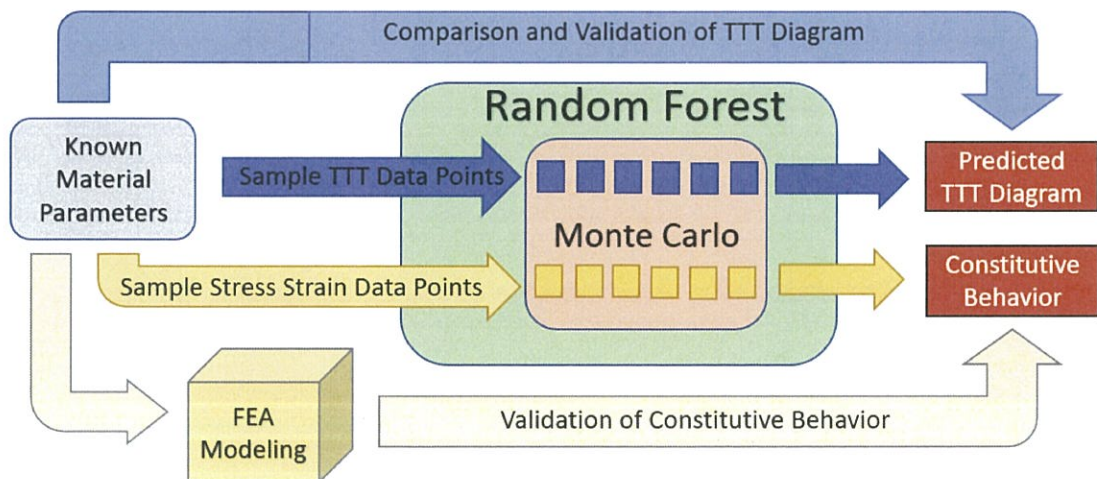 Comparison and Validation of TTT Diagram
Random Forest
Known
Material
Parameters
Sample TTT Data Points
Predicted
TTT Diagram
Monte Carlo
Sample Stress Strain Data Points
Constitutive
Behavior
FEA
Modeling
Validation of Constitutive Behavior